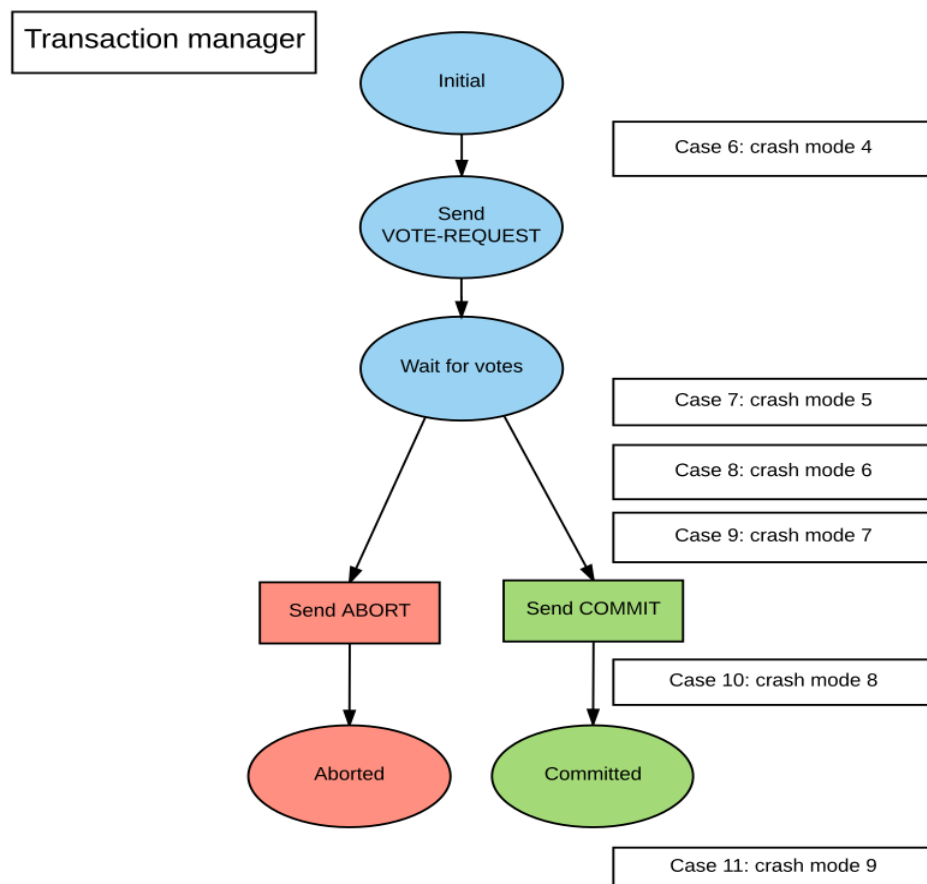 Transaction manager
Initial
Case 6: crash mode 4
Send
VOTE-REQUEST
Wait for votes
Case 7: crash mode 5
Case 8: crash mode 6
Case 9: crash mode 7
Send ABORT
Send COMMIT
Case 10: crash mode 8
Aborted
Committed
Case 11: crash mode 9